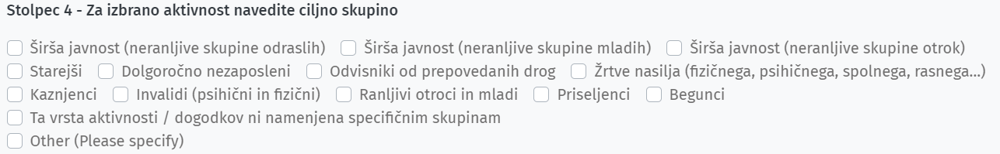 Stolpec 4 - Za izbrano aktivnost navedite ciljno skupino
Širša javnost (neranljive skupine odraslih) Širša javnost (neranljive skupine mladih) Širša javnost (neranljive skupine otrok)
Starejši Dolgoročno nezaposleni Odvisniki od prepovedanih drog Žrtve nasilja (fizičnega, psihičnega, spolnega, rasnega...)
Kaznjenci Invalidi (psihični in fizični) Ranljivi otroci in mladi Priseljenci Begunci
Ta vrsta aktivnosti / dogodkov ni namenjena specifičnim skupinam
Other (Please specify)